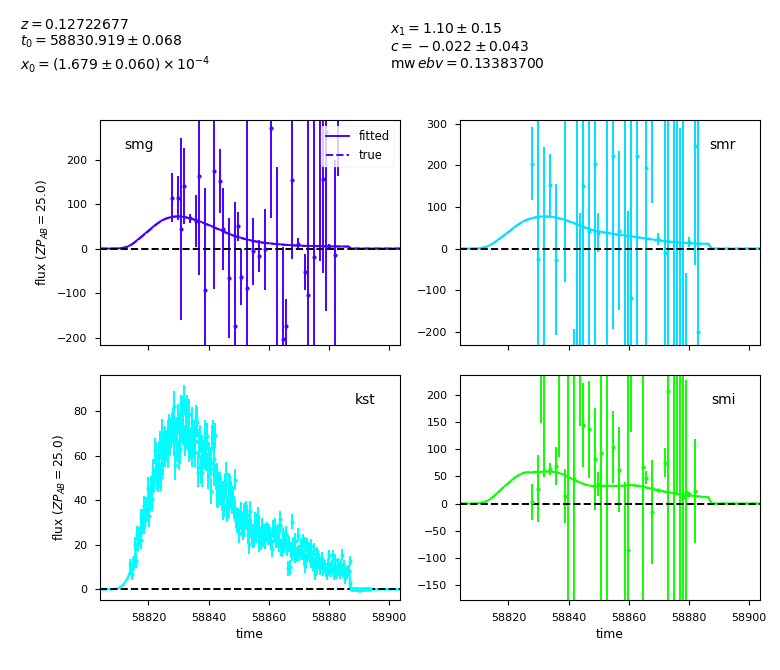 z = 0.12722677
t₀ = 58830.919 ± 0.068
x₀ = (1.679 ± 0.060) × 10⁻⁴
x₁ = 1.10 ± 0.15
c = −0.022 ± 0.043
mw ebv = 0.13383700
smg
fitted
true
200
100
0
−100
−200
flux (ZP_AB = 25.0)
smr
300
200
100
0
−100
−200
kst
80
60
40
20
0
flux (ZP_AB = 25.0)
58820 58840 58860 58880 58900
time
smi
200
150
100
50
0
−50
−100
−150
58820 58840 58860 58880 58900
time